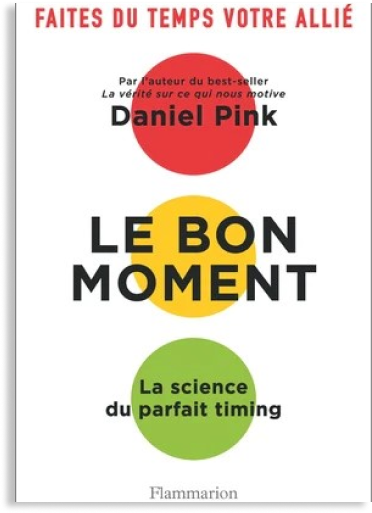 FAITES DU TEMPS VOTRE ALLIÉ
Par l'auteur du best-seller
La vérité sur ce qui nous motive
Daniel Pink
LE BON
MOMENT
La science
du parfait timing
Flammarion